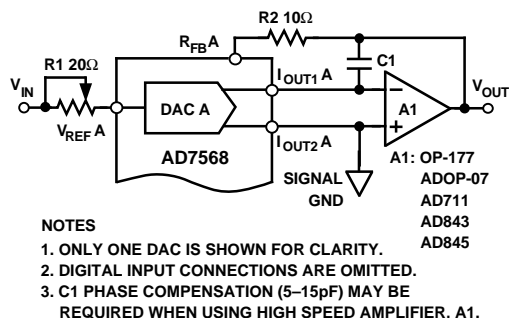 R2 10Ω
R1 20Ω
RFB A
C1
VIN
IOUT1 A
VOUT
DAC A
A1
VREF A
IOUT2 A
AD7568
SIGNAL
GND
A1: OP-177
ADOP-07
AD711
AD843
AD845
NOTES
1. ONLY ONE DAC IS SHOWN FOR CLARITY.
2. DIGITAL INPUT CONNECTIONS ARE OMITTED.
3. C1 PHASE COMPENSATION (5–15pF) MAY BE
REQUIRED WHEN USING HIGH SPEED AMPLIFIER, A1.